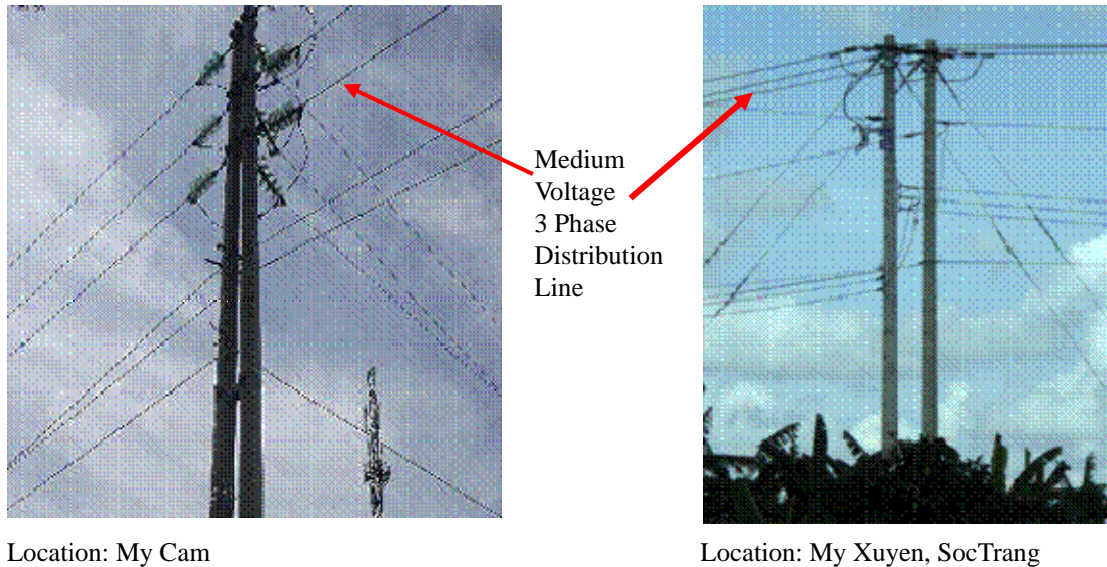 Medium
Voltage
3 Phase
Distribution
Line
Location: My Cam
Location: My Xuyen, SocTrang